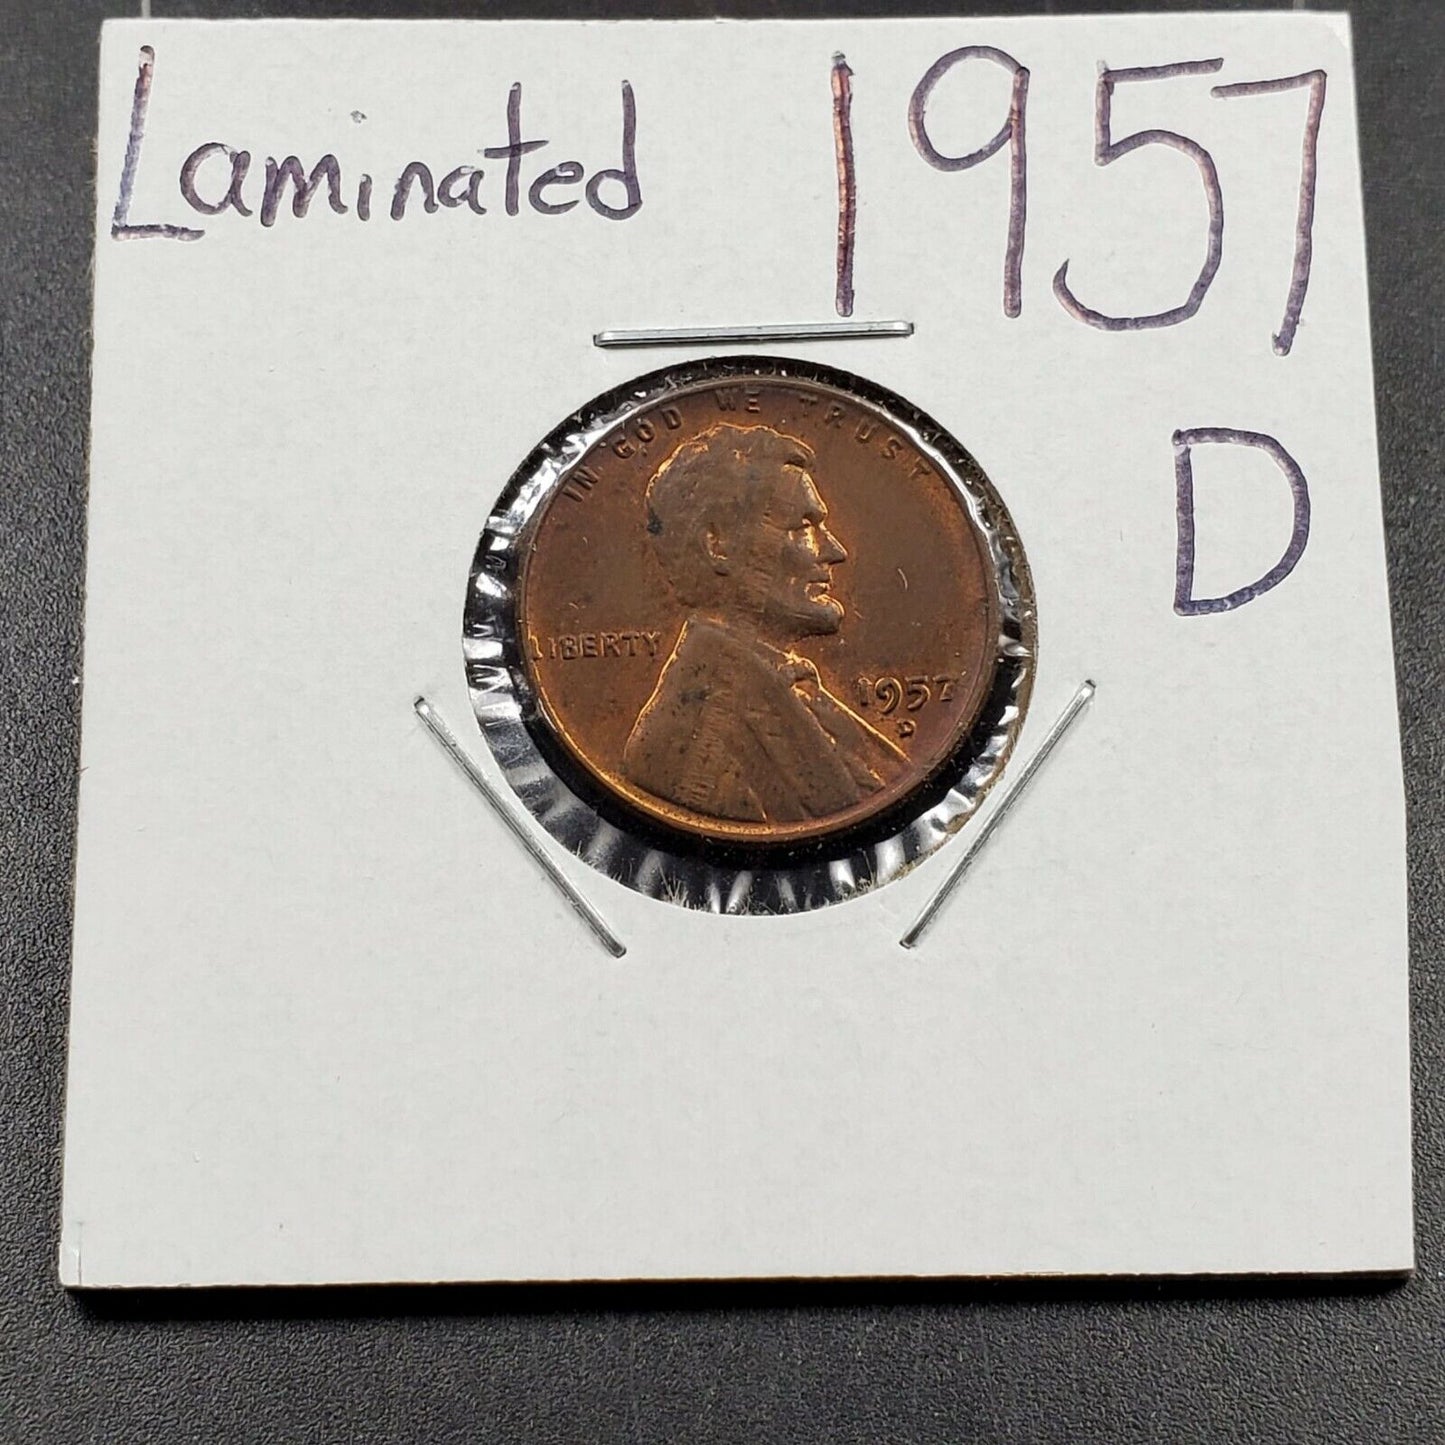 Laminated 1957
D
IN GOD WE TRUST
LIBERTY
1957
D